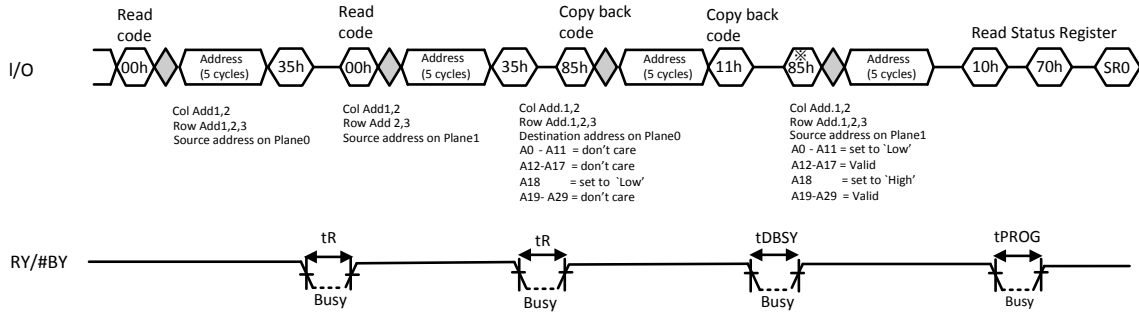 Read
code
Read
code
Copy back
code
Copy back
code
Read Status Register
I/O
00h
Address
(5 cycles)
35h
00h
Address
(5 cycles)
35h
85h
Address
(5 cycles)
11h
※
85h
Address
(5 cycles)
10h
70h
SR0
Col Add1,2
Row Add1,2,3
Source address on Plane0
Col Add1,2
Row Add 2,3
Source address on Plane1
Col Add.1,2
Row Add.1,2,3
Destination address on Plane0
A0 - A11 = don't care
A12-A17 = don't care
A18 = set to `Low'
A19- A29 = don't care
Col Add.1,2
Row Add.1,2,3
Source address on Plane1
A0 - A11 = set to `Low'
A12-A17 = Valid
A18 = set to `High'
A19-A29 = Valid
RY/#BY
tR
Busy
tR
Busy
tDBSY
Busy
tPROG
Busy